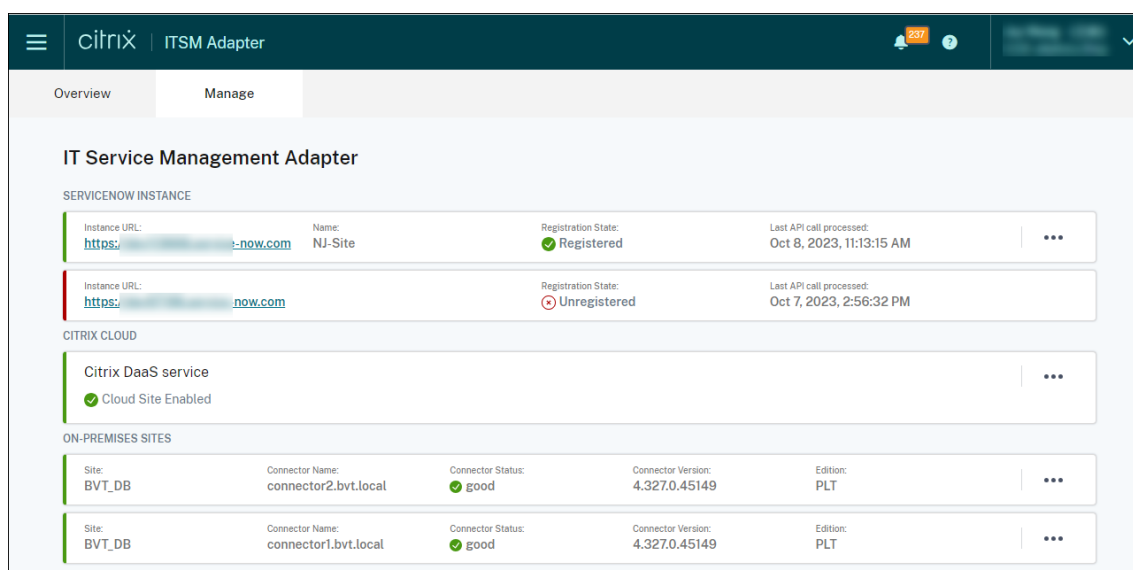 citrix | ITSM Adapter
237
?
Overview Manage
IT Service Management Adapter
SERVICENOW INSTANCE
Instance URL: Name: Registration State: Last API call processed:
https:/ -now.com NJ-Site Registered Oct 8, 2023, 11:13:15 AM
Instance URL: Registration State: Last API call processed:
https:/ now.com Unregistered Oct 7, 2023, 2:56:32 PM
CITRIX CLOUD
Citrix DaaS service
Cloud Site Enabled
ON-PREMISES SITES
Site: Connector Name: Connector Status: Connector Version: Edition:
BVT_DB connector2.bvt.local good 4.327.0.45149 PLT
Site: Connector Name: Connector Status: Connector Version: Edition:
BVT_DB connector1.bvt.local good 4.327.0.45149 PLT